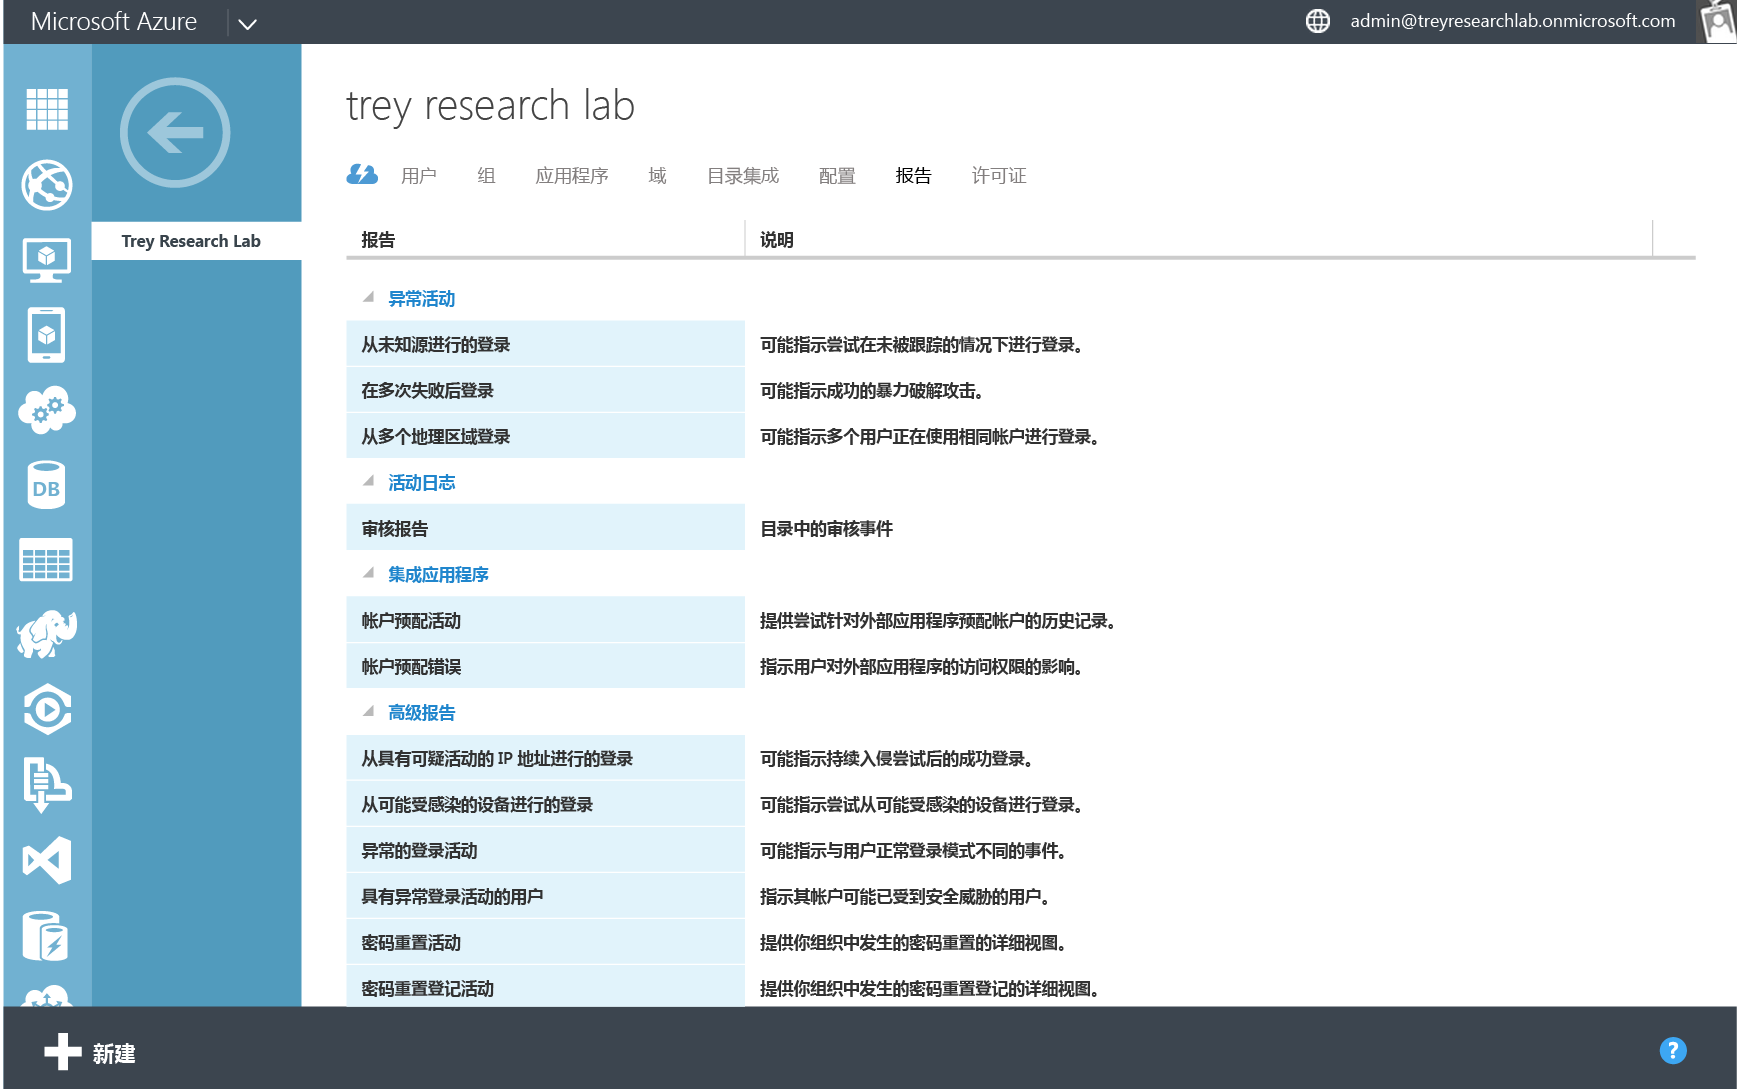 Microsoft Azure admin@treyresearchlab.onmicrosoft.com
trey research lab
用户 组 应用程序 域 目录集成 配置 报告 许可证
Trey Research Lab
报告 说明
异常活动
从未知源进行的登录 可能指示尝试在未被跟踪的情况下进行登录。
在多次失败后登录 可能指示成功的暴力破解攻击。
从多个地理区域登录 可能指示多个用户正在使用相同帐户进行登录。
活动日志
审核报告 目录中的审核事件
集成应用程序
帐户预配活动 提供尝试针对外部应用程序预配帐户的历史记录。
帐户预配错误 指示用户对外部应用程序的访问权限的影响。
高级报告
从具有可疑活动的 IP 地址进行的登录 可能指示持续入侵尝试后的成功登录。
从可能受感染的设备进行的登录 可能指示尝试从可能受感染的设备进行登录。
异常的登录活动 可能指示与用户正常登录模式不同的事件。
具有异常登录活动的用户 指示其帐户可能已受到安全威胁的用户。
密码重置活动 提供你组织中发生的密码重置的详细视图。
密码重置登记活动 提供你组织中发生的密码重置登记的详细视图。
DB
新建 ?